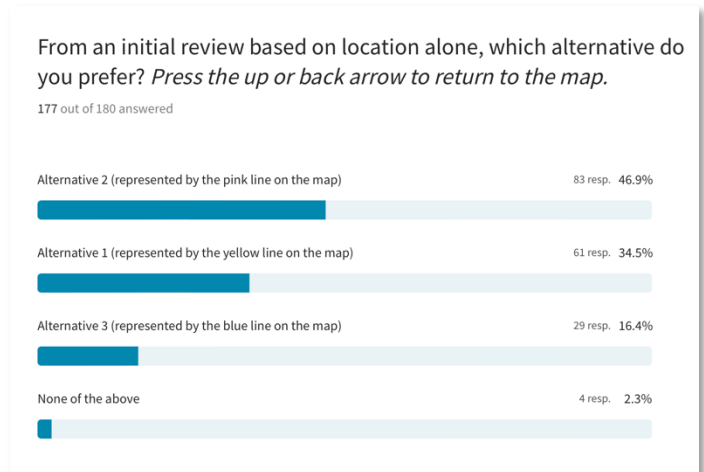 From an initial review based on location alone, which alternative do
you prefer? Press the up or back arrow to return to the map.
177 out of 180 answered
Alternative 2 (represented by the pink line on the map) 83 resp. 46.9%
Alternative 1 (represented by the yellow line on the map) 61 resp. 34.5%
Alternative 3 (represented by the blue line on the map) 29 resp. 16.4%
None of the above 4 resp. 2.3%